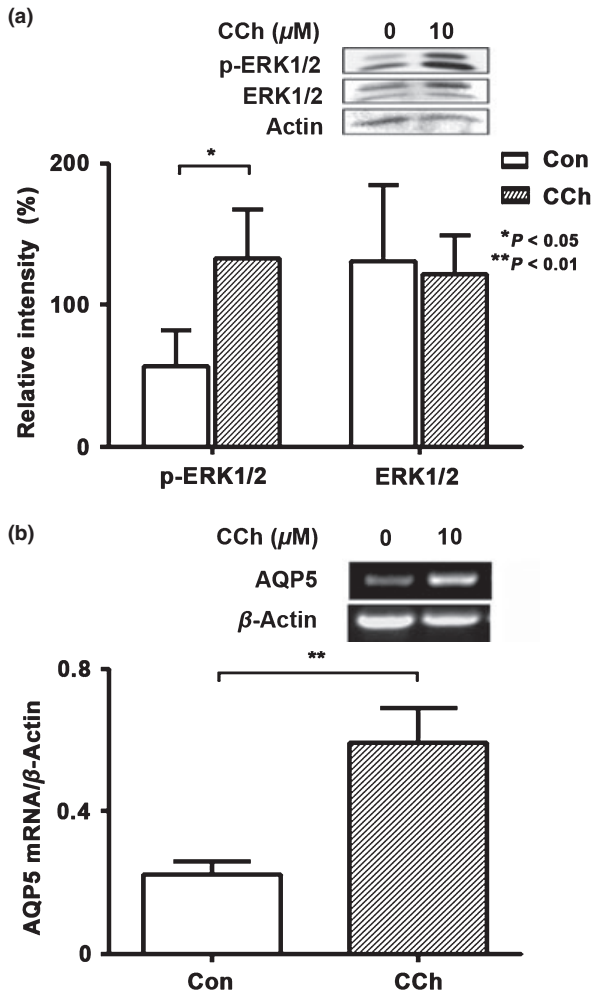 (a)
CCh (μM) 0 10
p-ERK1/2
ERK1/2
Actin
200
100
0
Relative intensity (%)
*
Con
CCh
*P < 0.05
**P < 0.01
p-ERK1/2 ERK1/2
(b)
CCh (μM) 0 10
AQP5
β-Actin
0.8
0.4
0
AQP5 mRNA/β-Actin
**
Con CCh